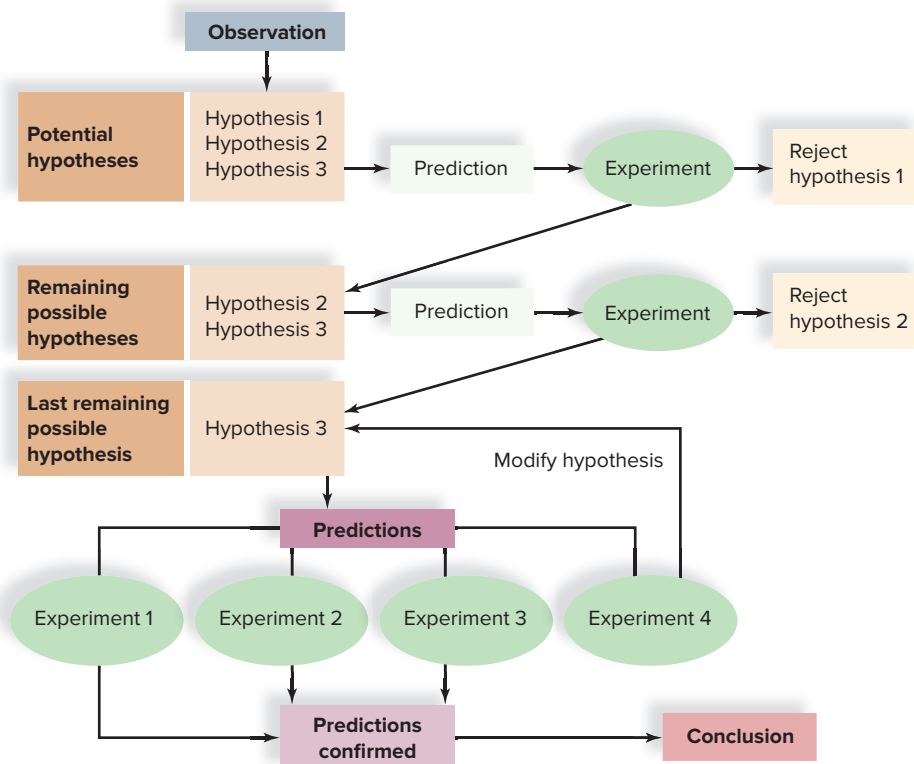 Observation
Potential
hypotheses
Hypothesis 1
Hypothesis 2
Hypothesis 3
Prediction
Experiment
Reject
hypothesis 1
Remaining
possible
hypotheses
Hypothesis 2
Hypothesis 3
Prediction
Experiment
Reject
hypothesis 2
Last remaining
possible
hypothesis
Hypothesis 3
Modify hypothesis
Predictions
Experiment 1
Experiment 2
Experiment 3
Experiment 4
Predictions
confirmed
Conclusion